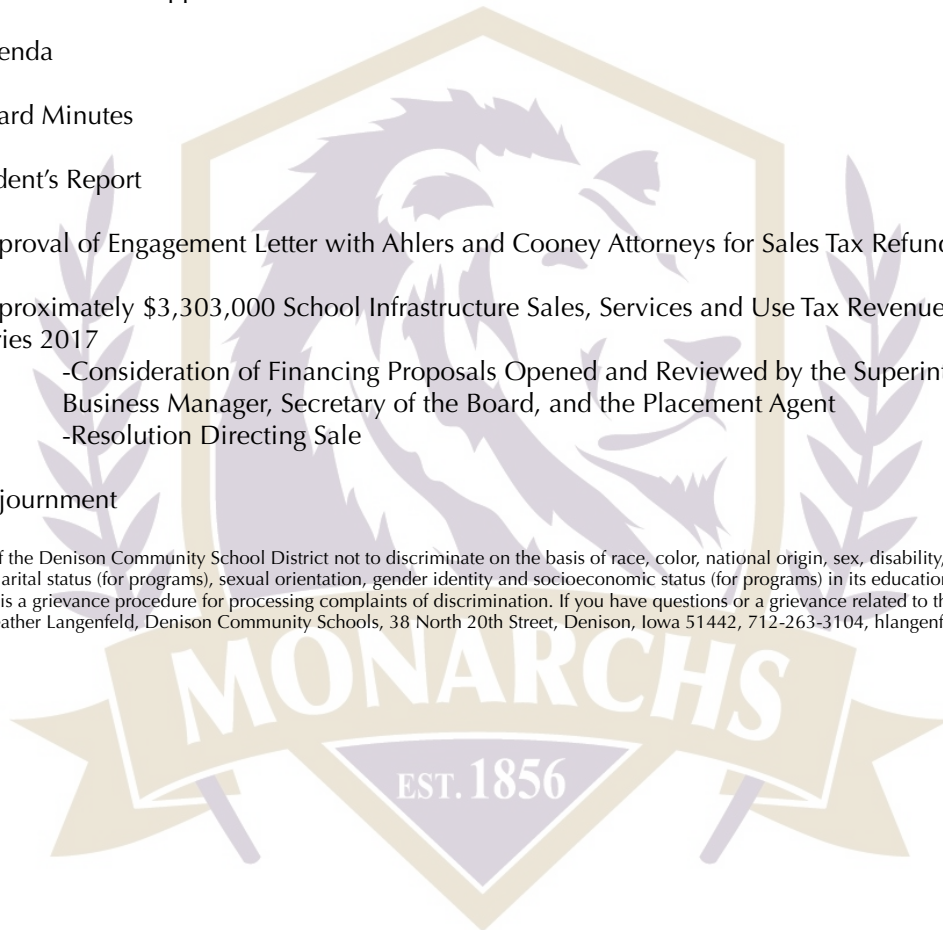 enda
ard Minutes
dent's Report
proval of Engagement Letter with Ahlers and Cooney Attorneys for Sales Tax Refund
proximately $3,303,000 School Infrastructure Sales, Services and Use Tax Revenue
ries 2017
-Consideration of Financing Proposals Opened and Reviewed by the Superint
Business Manager, Secretary of the Board, and the Placement Agent
-Resolution Directing Sale
journment
f the Denison Community School District not to discriminate on the basis of race, color, national origin, sex, disability,
arital status (for programs), sexual orientation, gender identity and socioeconomic status (for programs) in its education
is a grievance procedure for processing complaints of discrimination. If you have questions or a grievance related to th
ather Langenfeld, Denison Community Schools, 38 North 20th Street, Denison, Iowa 51442, 712-263-3104, hlangenf
MONARCHS
EST. 1856